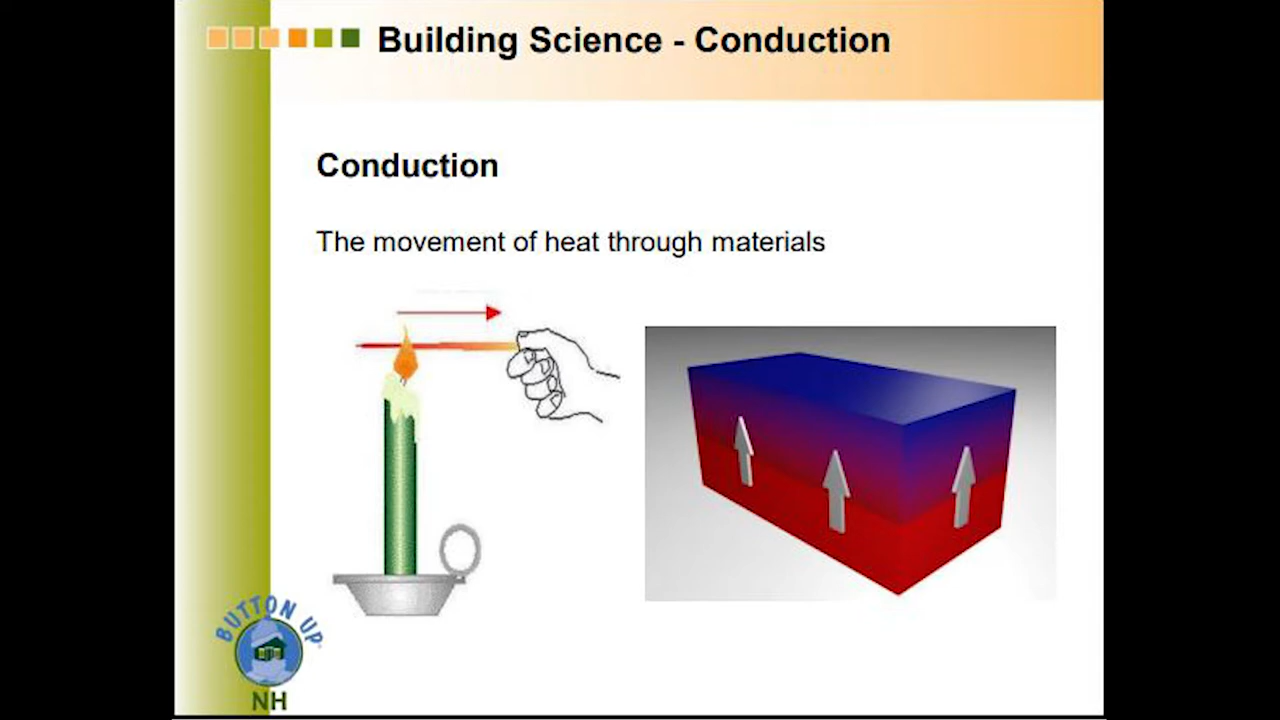 Building Science - Conduction
Conduction
The movement of heat through materials
BUTTON UP
NH